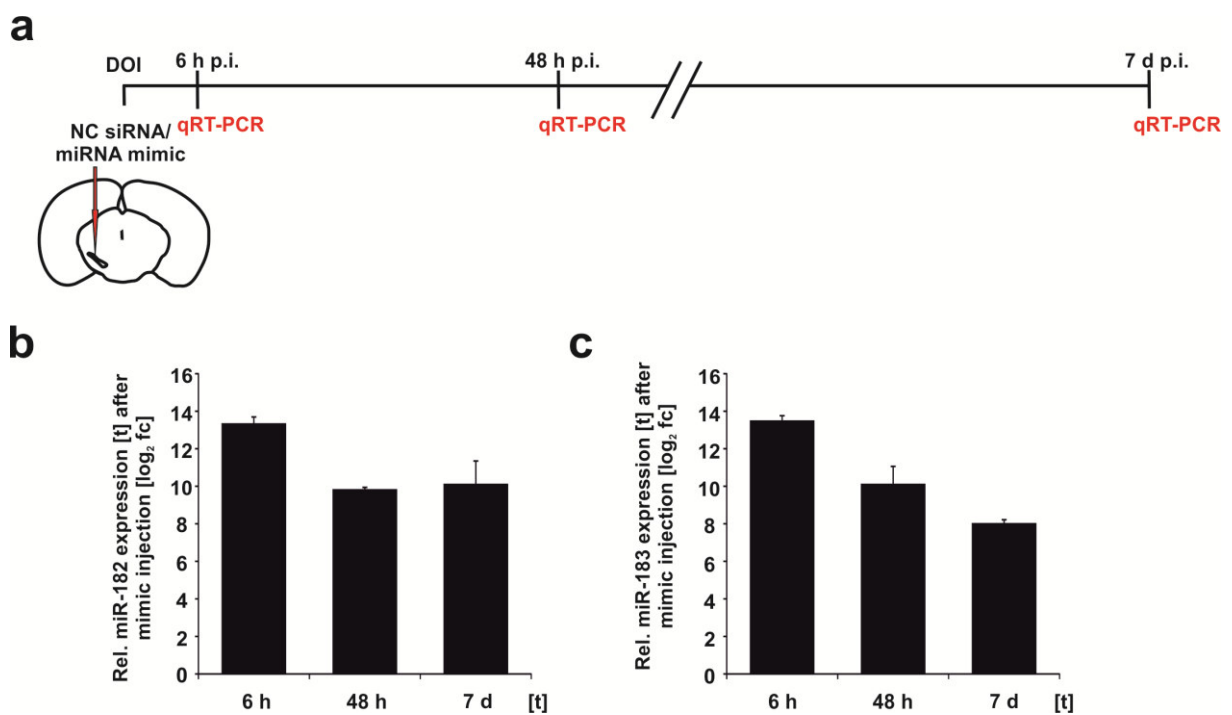 a
DOI
6 h p.i.
48 h p.i.
7 d p.i.
qRT-PCR
qRT-PCR
qRT-PCR
NC siRNA/
miRNA mimic
b
Rel. miR-182 expression [t] after
mimic injection [log₂ fc]
16
14
12
10
8
6
4
2
0
6 h
48 h
7 d
[t]
c
Rel. miR-183 expression [t] after
mimic injection [log₂ fc]
16
14
12
10
8
6
4
2
0
6 h
48 h
7 d
[t]